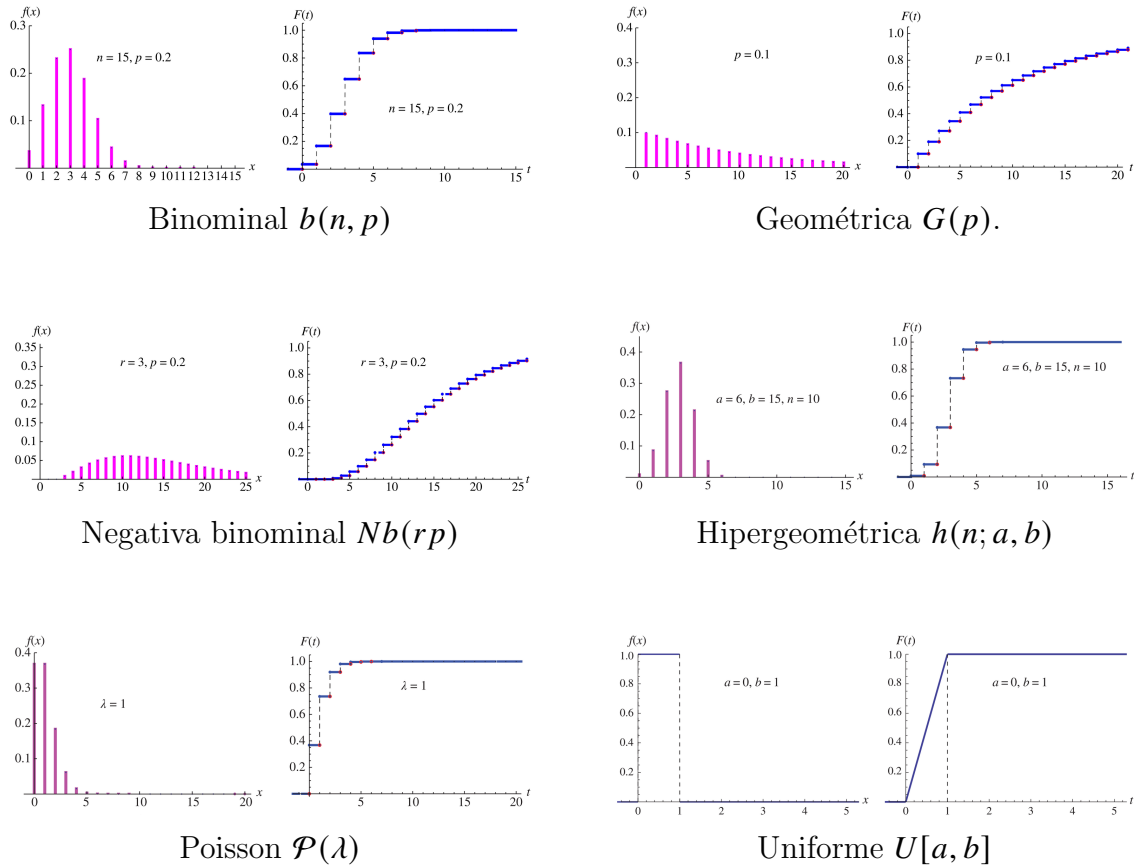 f(x)
0.3
0.2
0.1
n = 15, p = 0.2
0 1 2 3 4 5 6 7 8 9 10 11 12 13 14 15
x
F(t)
1.0
0.8
0.6
0.4
0.2
n = 15, p = 0.2
0 5 10 15
t
Binominal b(n, p)
f(x)
0.4
0.3
0.2
0.1
p = 0.1
0 5 10 15 20
x
F(t)
1.0
0.8
0.6
0.4
0.2
p = 0.1
0 5 10 15 20
t
Geométrica G(p).
f(x)
0.35
0.30
0.25
0.20
0.15
0.10
0.05
r = 3, p = 0.2
0 5 10 15 20 25
x
F(t)
1.0
0.8
0.6
0.4
0.2
r = 3, p = 0.2
0 5 10 15 20 25
t
Negativa binominal Nb(rp)
f(x)
0.4
0.3
0.2
0.1
a = 6, b = 15, n = 10
0 5 10 15
x
F(t)
1.0
0.8
0.6
0.4
0.2
a = 6, b = 15, n = 10
0 5 10 15
t
Hipergeométrica h(n; a, b)
f(x)
0.4
0.3
0.2
0.1
λ = 1
0 5 10 15 20
x
F(t)
1.0
0.8
0.6
0.4
0.2
λ = 1
0 5 10 15 20
t
Poisson 𝒫(λ)
f(x)
1.0
0.8
0.6
0.4
0.2
a = 0, b = 1
0 1 2 3 4 5
x
F(t)
1.0
0.8
0.6
0.4
0.2
a = 0, b = 1
0 1 2 3 4 5
t
Uniforme U[a, b]